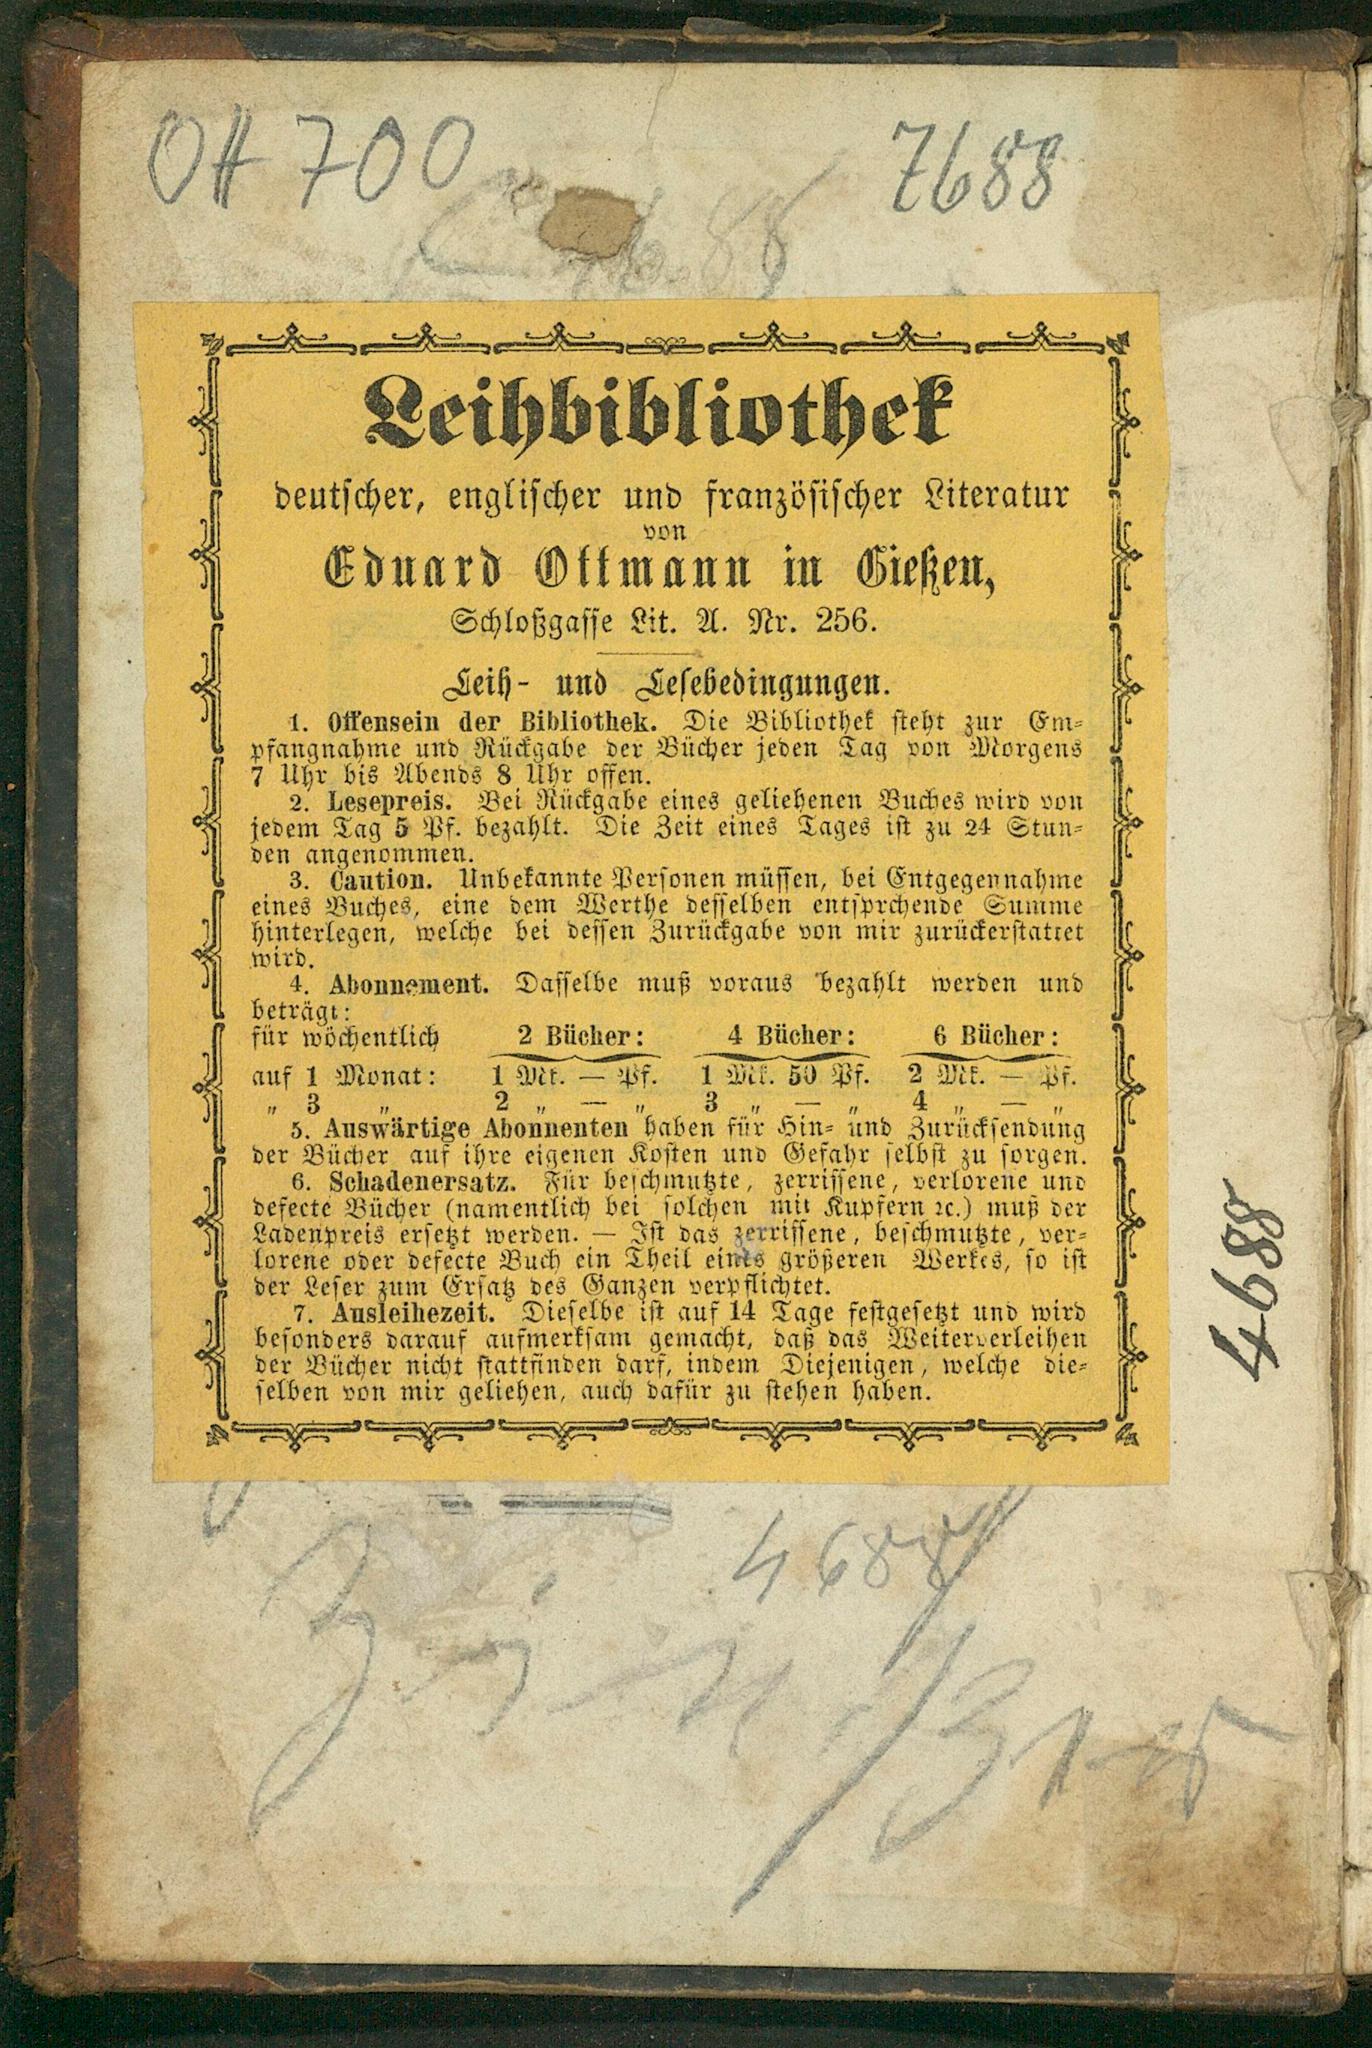 Ott 700
7688
Leihbibliothek
deutscher, englischer und französischer Literatur
von
Eduard Ottmann in Gießen,
Schloßgasse Lit. A. Nr. 256.
Leih- und Lesebedingungen.
1. Offensein der Bibliothek. Die Bibliothek steht zur Em-
pfangnahme und Rückgabe der Bücher jeden Tag von Morgens
7 Uhr bis Abends 8 Uhr offen.
2. Lesepreis. Bei Rückgabe eines geliehenen Buches wird von
jedem Tag 5 Pf. bezahlt. Die Zeit eines Tages ist zu 24 Stun-
den angenommen.
3. Caution. Unbekannte Personen müssen, bei Entgegennahme
eines Buches, eine dem Werthe desselben entsprchende Summe
hinterlegen, welche bei dessen Zurückgabe von mir zurückerstattet
wird.
4. Abonnement. Dasselbe muß voraus bezahlt werden und
beträgt:
für wöchentlich 2 Bücher: 4 Bücher: 6 Bücher:
auf 1 Monat: 1 Mk. — Pf. 1 Mk. 50 Pf. 2 Mk. — Pf.
„ 3 „ 2 „ — „ 3 „ — „ 4 „ — „
5. Auswärtige Abonnenten haben für Hin- und Zurücksendung
der Bücher auf ihre eigenen Kosten und Gefahr selbst zu sorgen.
6. Schadenersatz. Für beschmutzte, zerrissene, verlorene und
defecte Bücher (namentlich bei solchen mit Kupfern ꝛc.) muß der
Ladenpreis ersetzt werden. — Ist das zerrissene, beschmutzte, ver-
lorene oder defecte Buch ein Theil eines größeren Werkes, so ist
der Leser zum Ersatz des Ganzen verpflichtet.
7. Ausleihezeit. Dieselbe ist auf 14 Tage festgesetzt und wird
besonders darauf aufmerksam gemacht, daß das Weiterverleihen
der Bücher nicht stattfinden darf, indem Diejenigen, welche die-
selben von mir geliehen, auch dafür zu stehen haben.
4688
4688